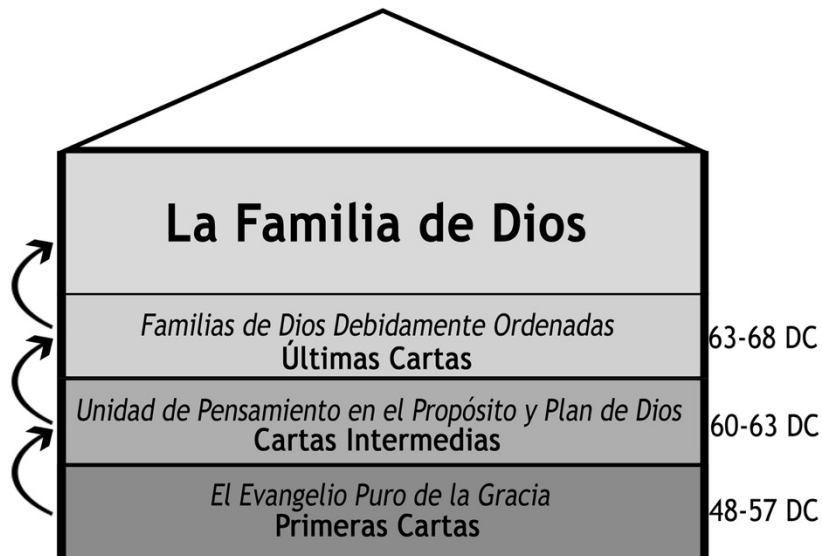 La Familia de Dios
Familias de Dios Debidamente Ordenadas
Últimas Cartas
63-68 DC
Unidad de Pensamiento en el Propósito y Plan de Dios
Cartas Intermedias
60-63 DC
El Evangelio Puro de la Gracia
Primeras Cartas
48-57 DC